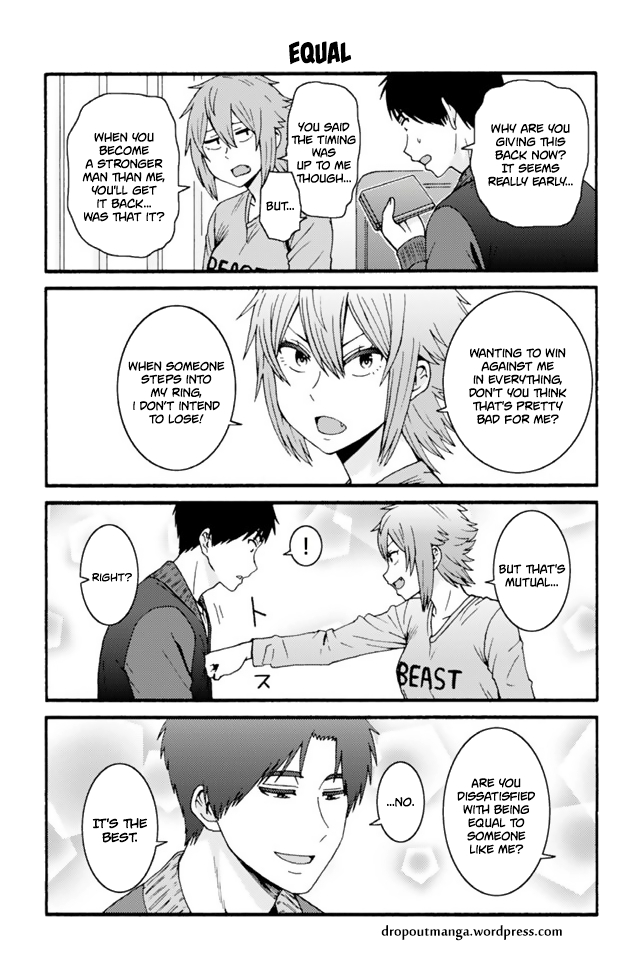 EQUAL
WHY ARE YOU
GIVING THIS
BACK NOW?
IT SEEMS
REALLY EARLY...
YOU SAID
THE TIMING
WAS
UP TO ME
THOUGH...
BUT...
WHEN YOU
BECOME
A STRONGER
MAN THAN ME,
YOU'LL GET
IT BACK...
WAS THAT IT?
BEAST
WANTING TO WIN
AGAINST ME
IN EVERYTHING,
DON'T YOU THINK
THAT'S PRETTY
BAD FOR ME?
WHEN SOMEONE
STEPS INTO
MY RING,
I DON'T INTEND
TO LOSE!
BUT THAT'S
MUTUAL...
!
RIGHT?
トス
BEAST
ARE YOU
DISSATISFIED
WITH BEING
EQUAL TO
SOMEONE
LIKE ME?
...NO.
IT'S THE
BEST.
dropoutmanga.wordpress.com